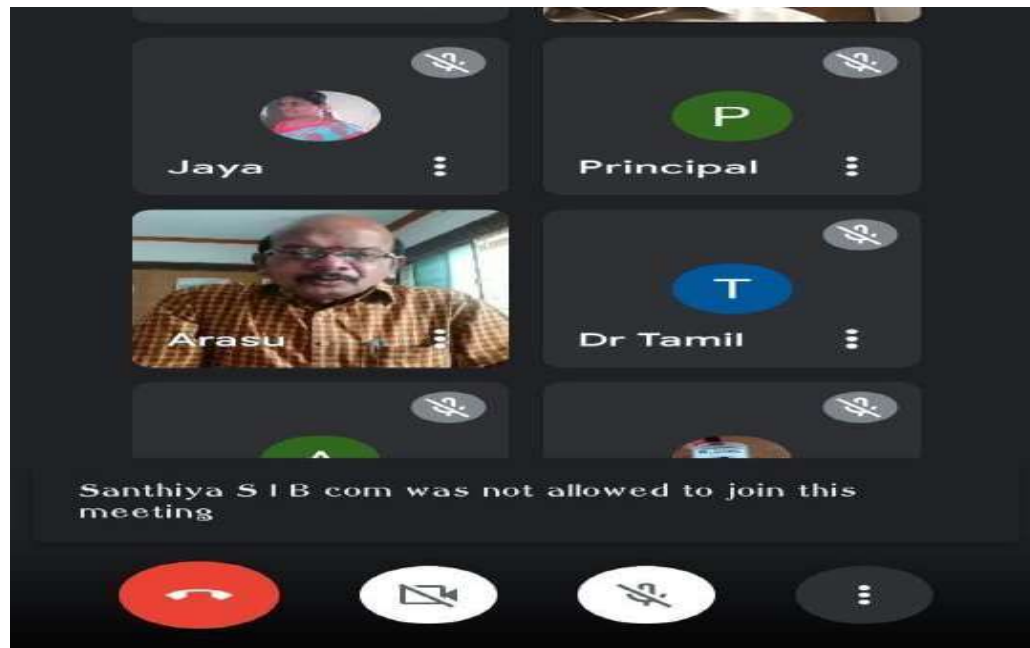 Jaya
P
Principal
Arasu
T
Dr Tamil
Santhiya S I B com was not allowed to join this
meeting